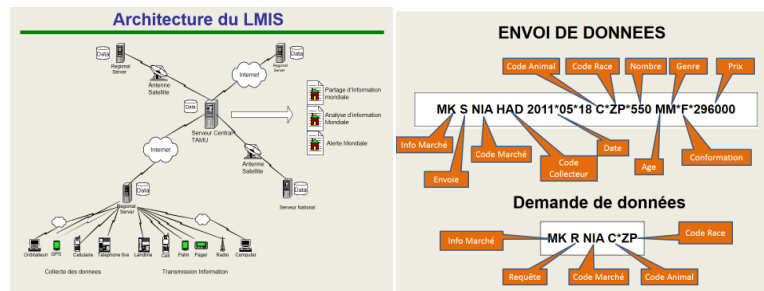 Architecture du LMIS
Data
Regional
Server
Antenne
Satellite
Internet
Regional
Server
Data
Data
Serveur Central
TAMU
Partage d'Information
mondiale
Analyse d'information
Mondiale
Alerte Mondiale
Internet
Antenne
Satellite
Data
Serveur National
Regional
Server
Data
Ordinateur
GPS
Cellulaire
Telephone fixe
Landline
Cell
Palm
Pager
Radio
Computer
Collecte des donnees
Transmission Information
ENVOI DE DONNEES
Code Animal
Code Race
Nombre
Genre
Prix
MK S NIA HAD 2011*05*18 C*ZP*550 MM*F*296000
Info Marché
Envoie
Code Marché
Code
Collecteur
Date
Age
Conformation
Demande de données
Info Marché
MK R NIA C*ZP
Code Race
Requête
Code Marché
Code Animal